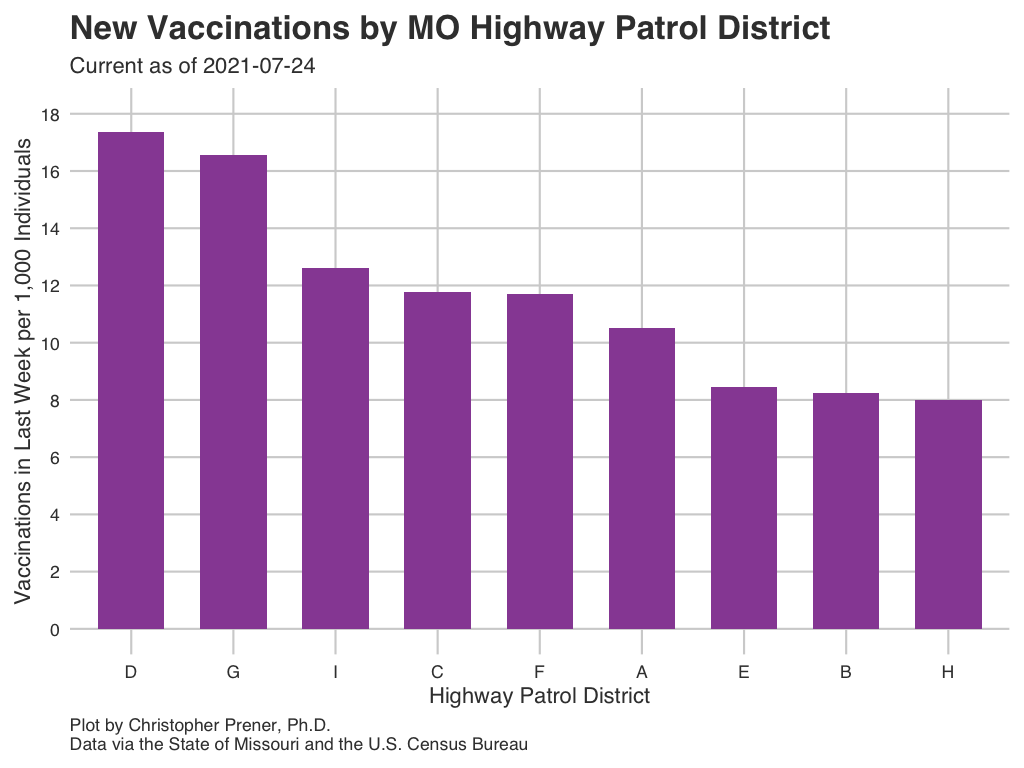 New Vaccinations by MO Highway Patrol District
Current as of 2021-07-24
Vaccinations in Last Week per 1,000 Individuals
18
16
14
12
10
8
6
4
2
0
D G I C F A E B H
Highway Patrol District
Plot by Christopher Prener, Ph.D.
Data via the State of Missouri and the U.S. Census Bureau